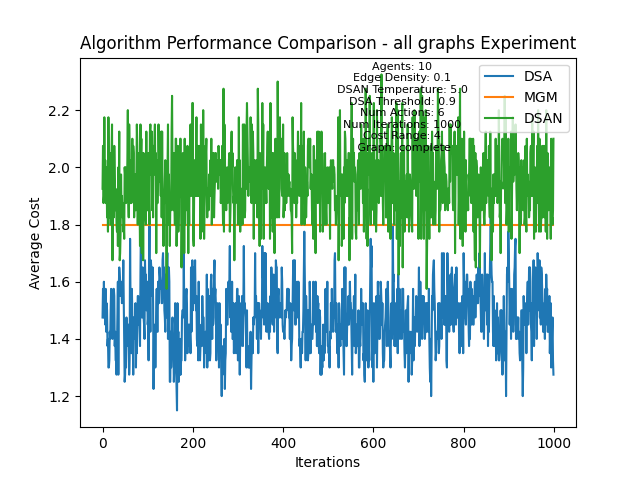 Algorithm Performance Comparison - all graphs Experiment
Agents: 10
Edge Density: 0.1
DSAN Temperature: 5.0
DSA Threshold: 0.9
Num Actions: 6
Num Iterations: 1000
Cost Range: 4
Graph: complete
DSA
MGM
DSAN
Average Cost
2.2
2.0
1.8
1.6
1.4
1.2
0
200
400
600
800
1000
Iterations